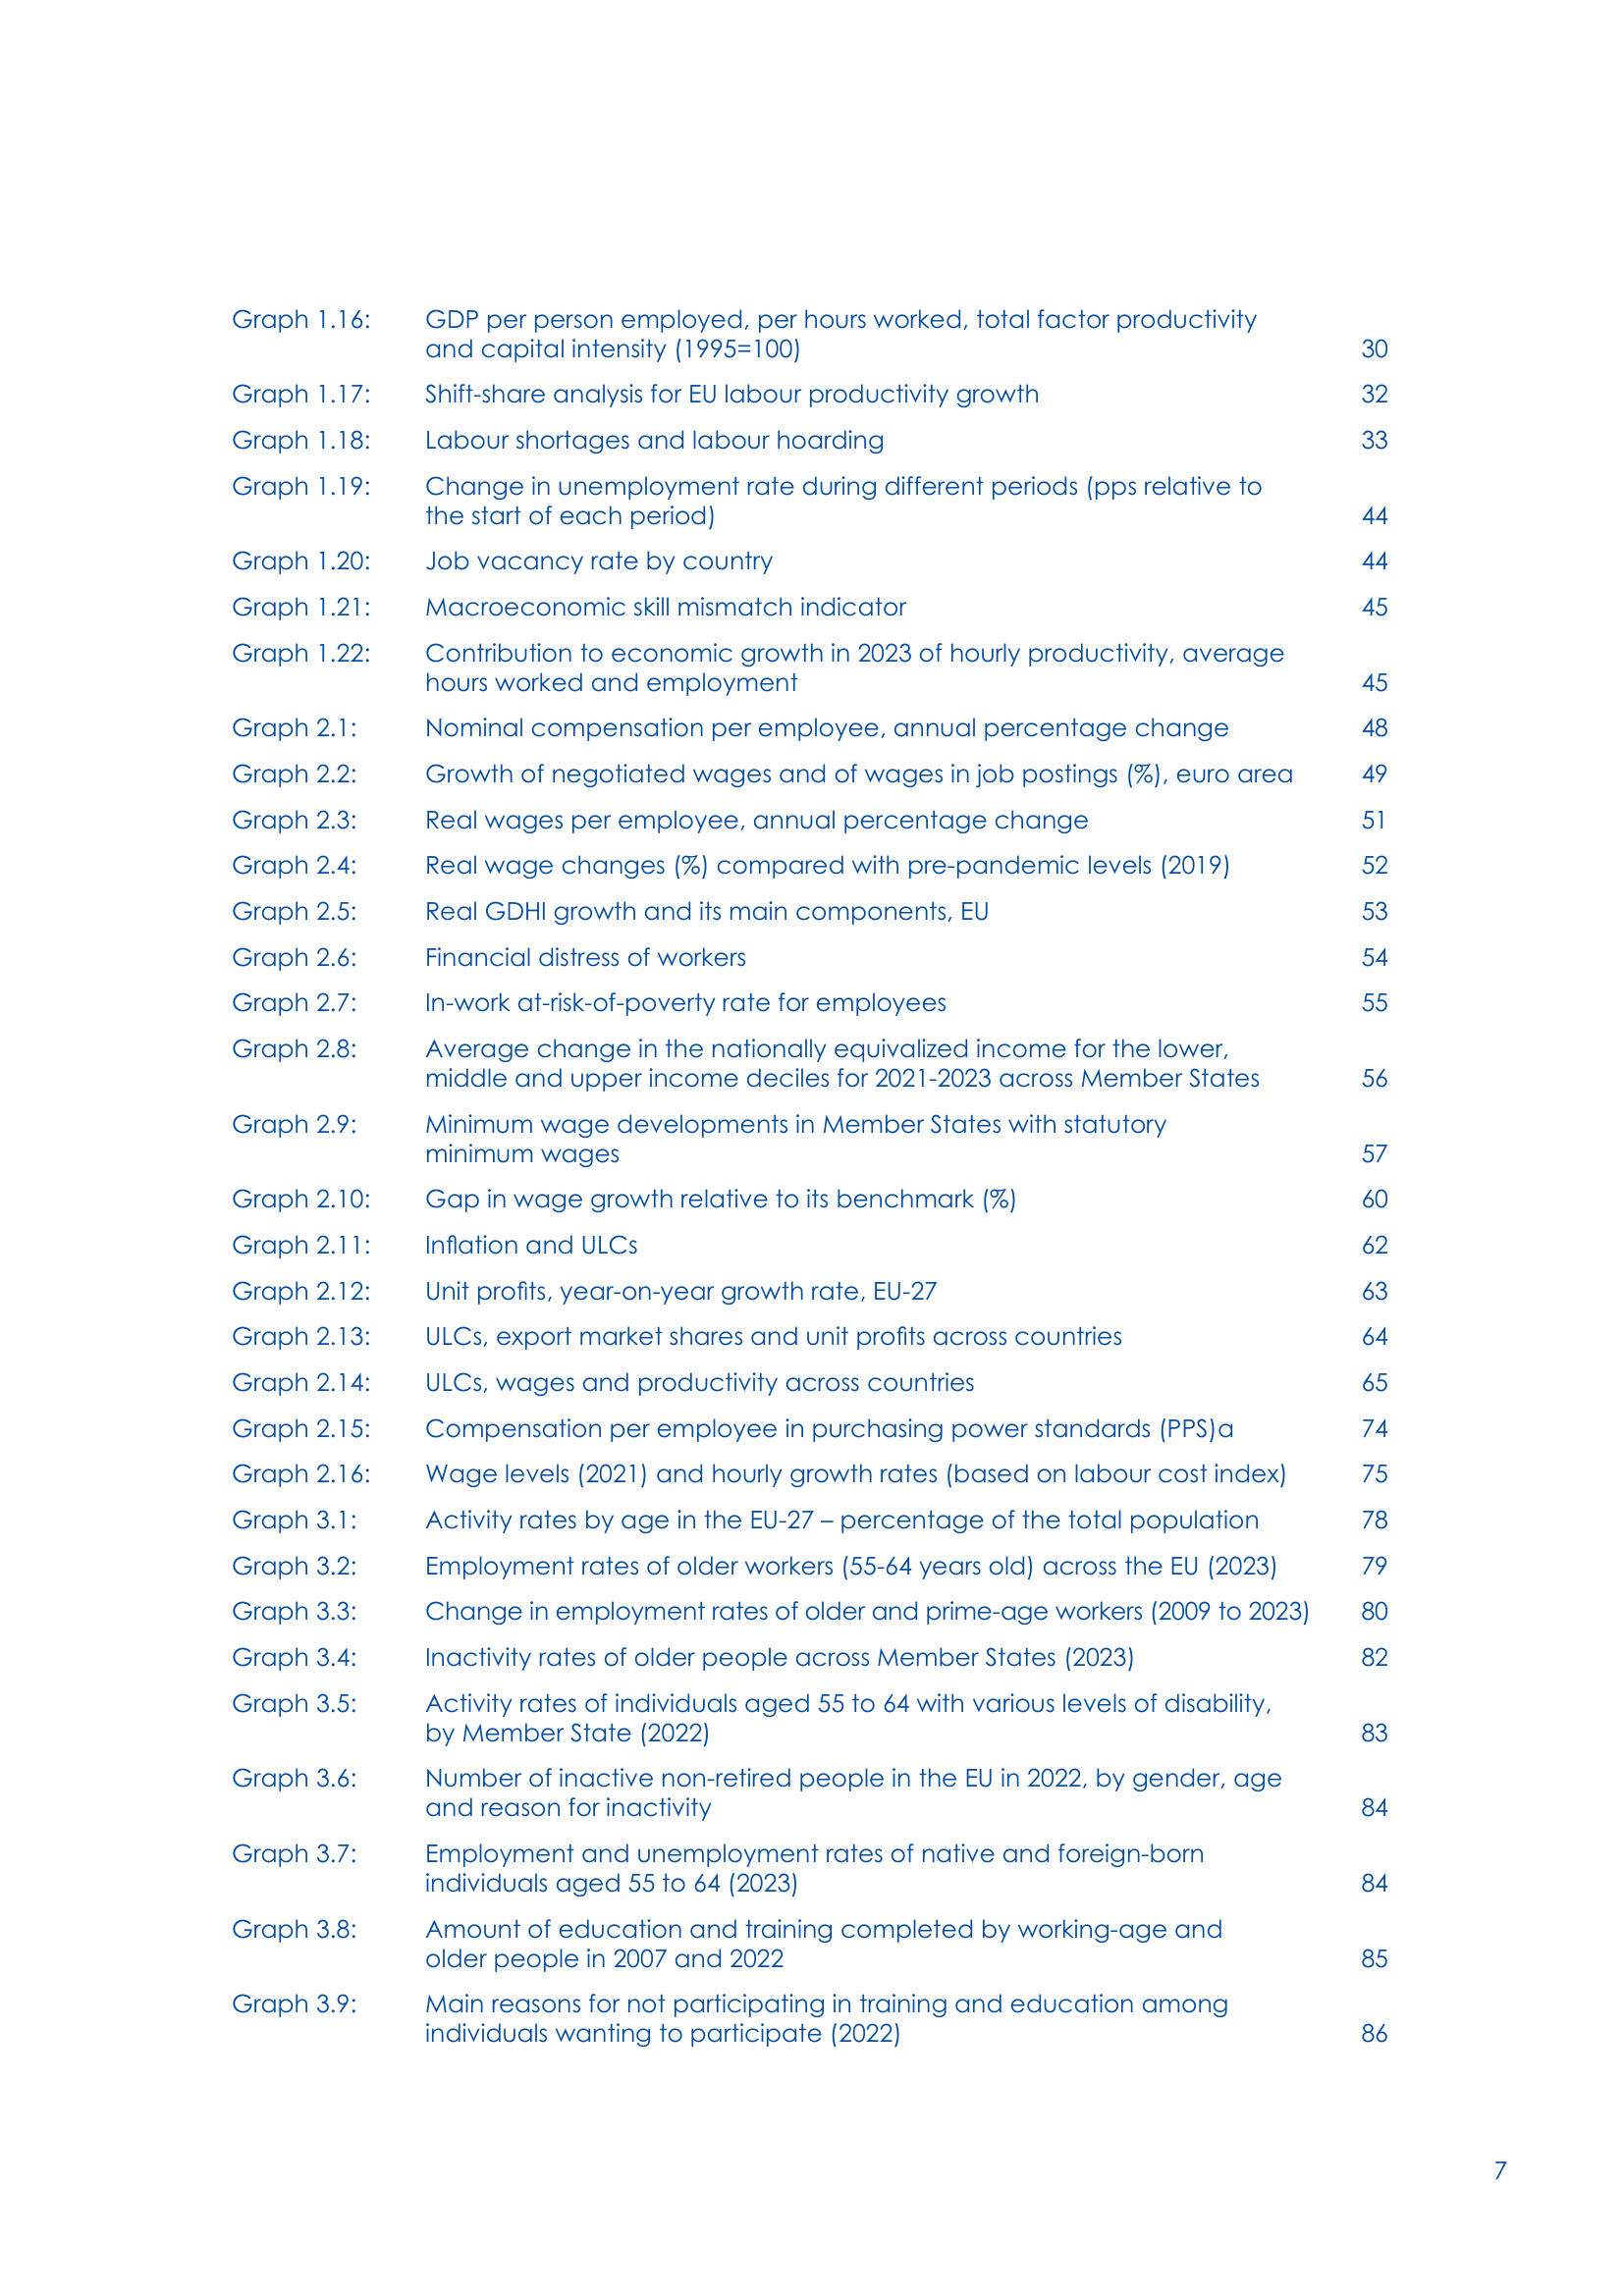 Graph 1.16: GDP per person employed, per hours worked, total factor productivity
and capital intensity (1995=100) 30
Graph 1.17: Shift-share analysis for EU labour productivity growth 32
Graph 1.18: Labour shortages and labour hoarding 33
Graph 1.19: Change in unemployment rate during different periods (pps relative to
the start of each period) 44
Graph 1.20: Job vacancy rate by country 44
Graph 1.21: Macroeconomic skill mismatch indicator 45
Graph 1.22: Contribution to economic growth in 2023 of hourly productivity, average
hours worked and employment 45
Graph 2.1: Nominal compensation per employee, annual percentage change 48
Graph 2.2: Growth of negotiated wages and of wages in job postings (%), euro area 49
Graph 2.3: Real wages per employee, annual percentage change 51
Graph 2.4: Real wage changes (%) compared with pre-pandemic levels (2019) 52
Graph 2.5: Real GDHI growth and its main components, EU 53
Graph 2.6: Financial distress of workers 54
Graph 2.7: In-work at-risk-of-poverty rate for employees 55
Graph 2.8: Average change in the nationally equivalized income for the lower,
middle and upper income deciles for 2021-2023 across Member States 56
Graph 2.9: Minimum wage developments in Member States with statutory
minimum wages 57
Graph 2.10: Gap in wage growth relative to its benchmark (%) 60
Graph 2.11: Inflation and ULCs 62
Graph 2.12: Unit profits, year-on-year growth rate, EU-27 63
Graph 2.13: ULCs, export market shares and unit profits across countries 64
Graph 2.14: ULCs, wages and productivity across countries 65
Graph 2.15: Compensation per employee in purchasing power standards (PPS)a 74
Graph 2.16: Wage levels (2021) and hourly growth rates (based on labour cost index) 75
Graph 3.1: Activity rates by age in the EU-27 – percentage of the total population 78
Graph 3.2: Employment rates of older workers (55-64 years old) across the EU (2023) 79
Graph 3.3: Change in employment rates of older and prime-age workers (2009 to 2023) 80
Graph 3.4: Inactivity rates of older people across Member States (2023) 82
Graph 3.5: Activity rates of individuals aged 55 to 64 with various levels of disability,
by Member State (2022) 83
Graph 3.6: Number of inactive non-retired people in the EU in 2022, by gender, age
and reason for inactivity 84
Graph 3.7: Employment and unemployment rates of native and foreign-born
individuals aged 55 to 64 (2023) 84
Graph 3.8: Amount of education and training completed by working-age and
older people in 2007 and 2022 85
Graph 3.9: Main reasons for not participating in training and education among
individuals wanting to participate (2022) 86
7